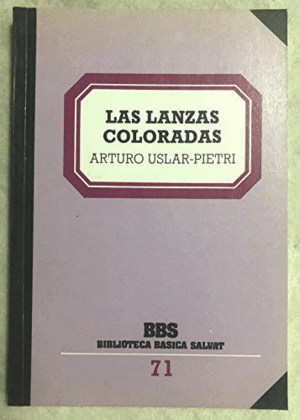 LAS LANZAS
COLORADAS
ARTURO USLAR-PIETRI
BBS
BIBLIOTECA BASICA SALVAT
71